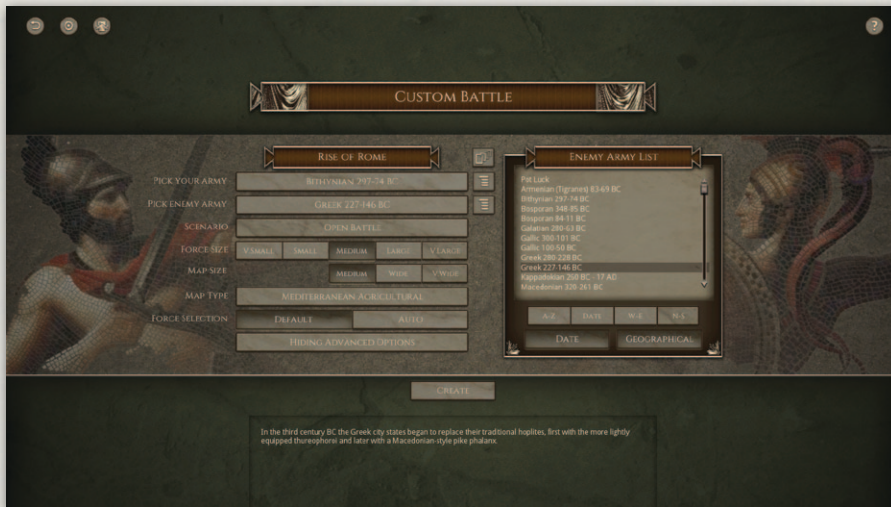 ?
CUSTOM BATTLE
RISE OF ROME
PICK YOUR ARMY
BITHYNIAN 297-74 BC
PICK ENEMY ARMY
GREEK 227-146 BC
SCENARIO
OPEN BATTLE
FORCE SIZE
V.SMALL SMALL MEDIUM LARGE V.LARGE
MAP SIZE
MEDIUM WIDE V.WIDE
MAP TYPE
MEDITERRANEAN AGRICULTURAL
FORCE SELECTION
DEFAULT AUTO
HIDING ADVANCED OPTIONS
ENEMY ARMY LIST
Pot Luck
Armenian (Tigranes) 83-69 BC
Bithynian 297-74 BC
Bosporan 348-85 BC
Bosporan 84-11 BC
Galatian 280-63 BC
Gallic 300-101 BC
Gallic 100-50 BC
Greek 280-228 BC
Greek 227-146 BC
Kappadokian 260 BC - 17 AD
Macedonian 320-261 BC
A-Z DATE W-E N-S
DATE GEOGRAPHICAL
CREATE
In the third century BC the Greek city states began to replace their traditional hoplites, first with the more lightly
equipped thureophoroi and later with a Macedonian-style pike phalanx.